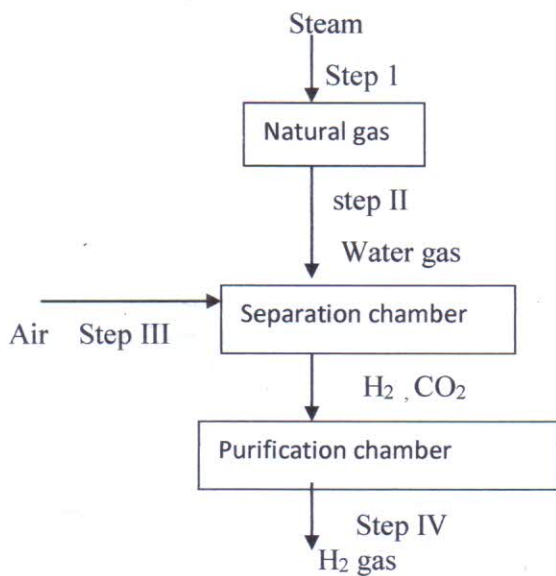 Steam
Step 1
Natural gas
step II
Water gas
Separation chamber
Air Step III
H₂ , CO₂
Purification chamber
Step IV
H₂ gas